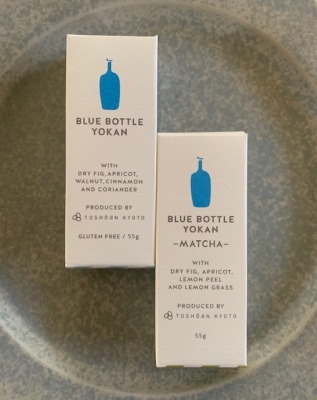 BLUE BOTTLE
YOKAN
WITH
DRY FIG, APRICOT,
WALNUT, CINNAMON
AND CORIANDER
PRODUCED BY
TOSHŌAN KYOTO
GLUTEN FREE / 55g
BLUE BOTTLE
YOKAN
–MATCHA–
WITH
DRY FIG, APRICOT,
LEMON PEEL
AND LEMON GRASS
PRODUCED BY
TOSHŌAN KYOTO
55g